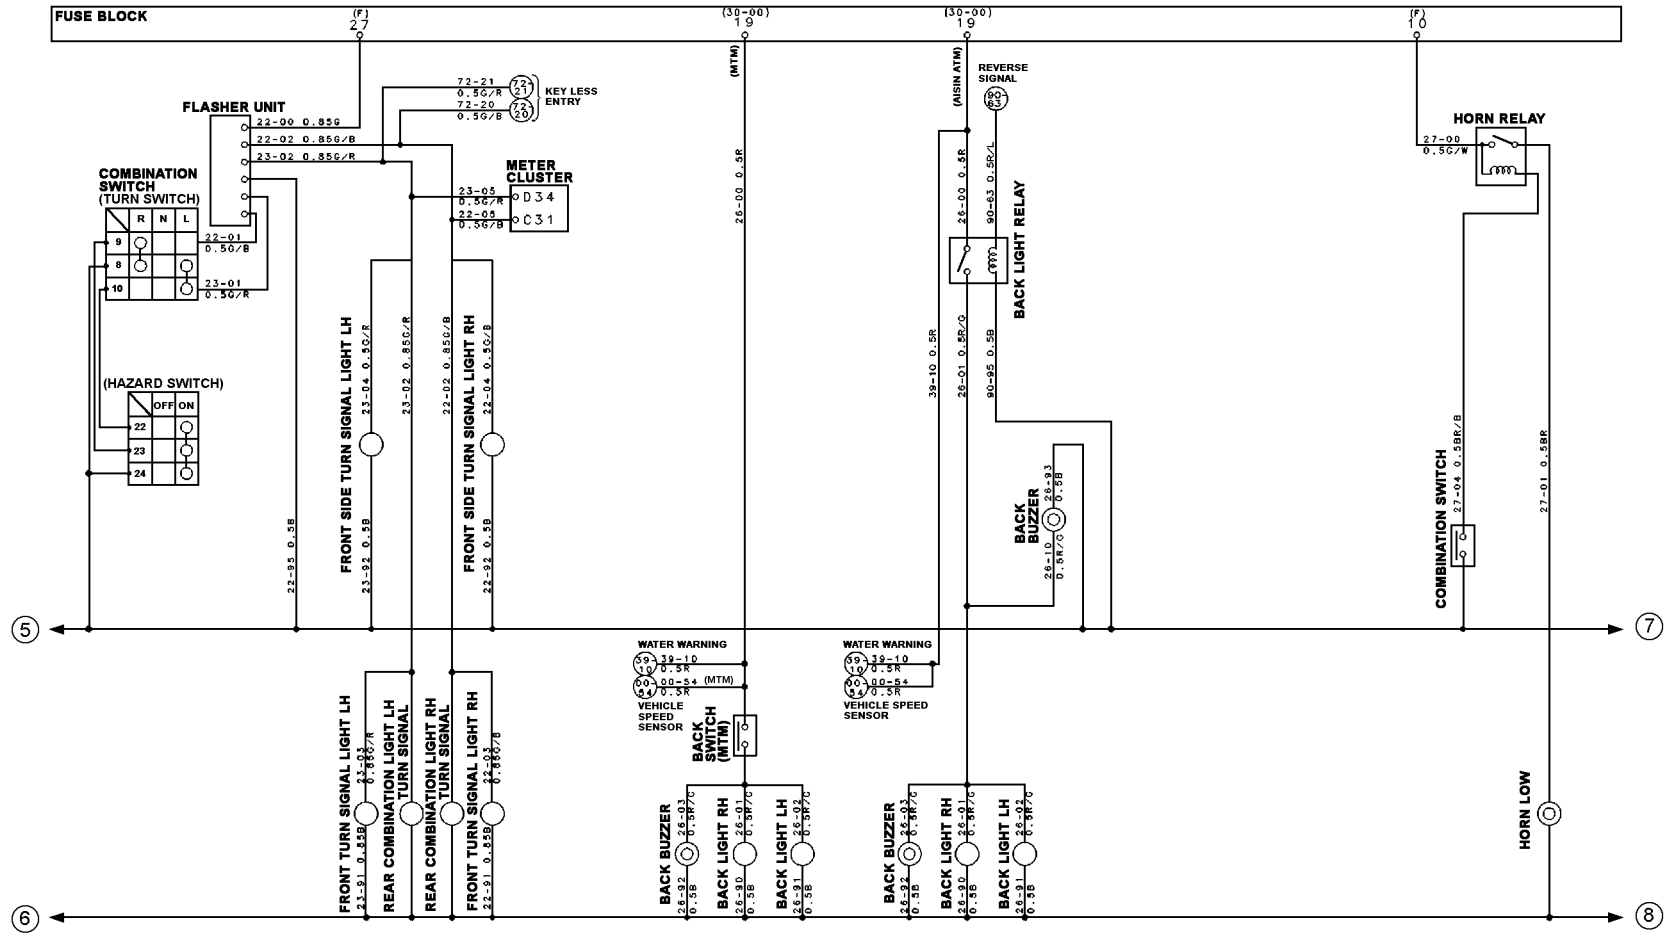 FUSE BLOCK
(F)
27
(30-00)
19
(30-00)
19
(F)
10
(MTM)
(AISIN ATM)
REVERSE
SIGNAL
90-
63
72-21
0.5G/R
72-
21
72-20
0.5G/B
72-
20
KEY LESS
ENTRY
FLASHER UNIT
22-00 0.85G
22-02 0.85G/B
23-02 0.85G/R
HORN RELAY
27-00
0.5G/W
COMBINATION
SWITCH
(TURN SWITCH)
R N L
9
8
10
22-01
0.5G/B
23-01
0.5G/R
METER
CLUSTER
23-05
0.5G/R
D34
22-05
0.5G/B
C31
26-00 0.5R
26-00 0.5R
90-63 0.5R/L
BACK LIGHT RELAY
(HAZARD SWITCH)
OFF ON
22
23
24
FRONT SIDE TURN SIGNAL LIGHT LH
23-04 0.5G/R
23-02 0.85G/R
22-02 0.85G/B
FRONT SIDE TURN SIGNAL LIGHT RH
22-04 0.5G/B
39-10 0.5R
26-01 0.5R/G
90-95 0.5B
22-95 0.5B
23-92 0.5B
22-92 0.5B
BACK
BUZZER
26-93
0.5B
26-10
0.5R/G
COMBINATION SWITCH
27-04 0.5BR/B
27-01 0.5BR
5
7
WATER WARNING
39-
10
39-10
0.5R
00-
54
00-54 (MTM)
0.5R
VEHICLE
SPEED
SENSOR
BACK
SWITCH
(MTM)
WATER WARNING
39-
10
39-10
0.5R
00-
54
00-54
0.5R
VEHICLE SPEED
SENSOR
FRONT TURN SIGNAL LIGHT LH
23-03
0.85G/R
23-91 0.85B
REAR COMBINATION LIGHT LH
TURN SIGNAL
REAR COMBINATION LIGHT RH
TURN SIGNAL
FRONT TURN SIGNAL LIGHT RH
22-03
0.85G/B
22-91 0.85B
BACK BUZZER
26-03
0.5R/G
26-92
0.5B
BACK LIGHT RH
26-01
0.5R/G
26-90
0.5B
BACK LIGHT LH
26-02
0.5R/G
26-91
0.5B
BACK BUZZER
26-03
0.5R/G
26-92
0.5B
BACK LIGHT RH
26-01
0.5R/G
26-90
0.5B
BACK LIGHT LH
26-02
0.5R/G
26-91
0.5B
HORN LOW
6
8